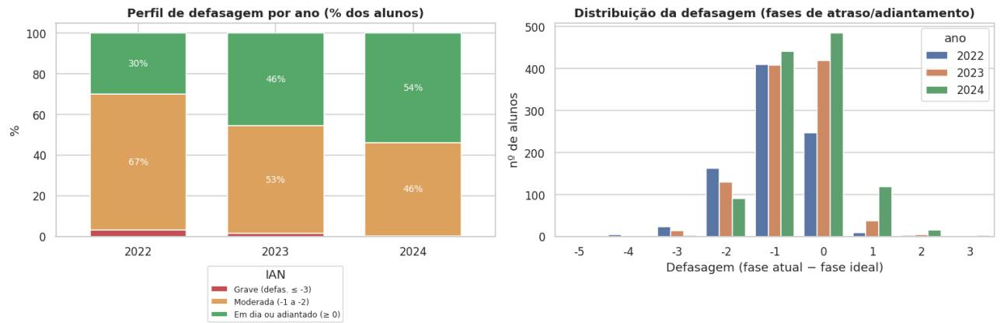 Perfil de defasagem por ano (% dos alunos)
100
80
60
40
20
0
%
30%
67%
46%
53%
54%
46%
2022
2023
2024
IAN
Grave (defas. ≤ -3)
Moderada (-1 a -2)
Em dia ou adiantado (≥ 0)
Distribuição da defasagem (fases de atraso/adiantamento)
500
400
300
200
100
0
nº de alunos
ano
2022
2023
2024
-5 -4 -3 -2 -1 0 1 2 3
Defasagem (fase atual − fase ideal)